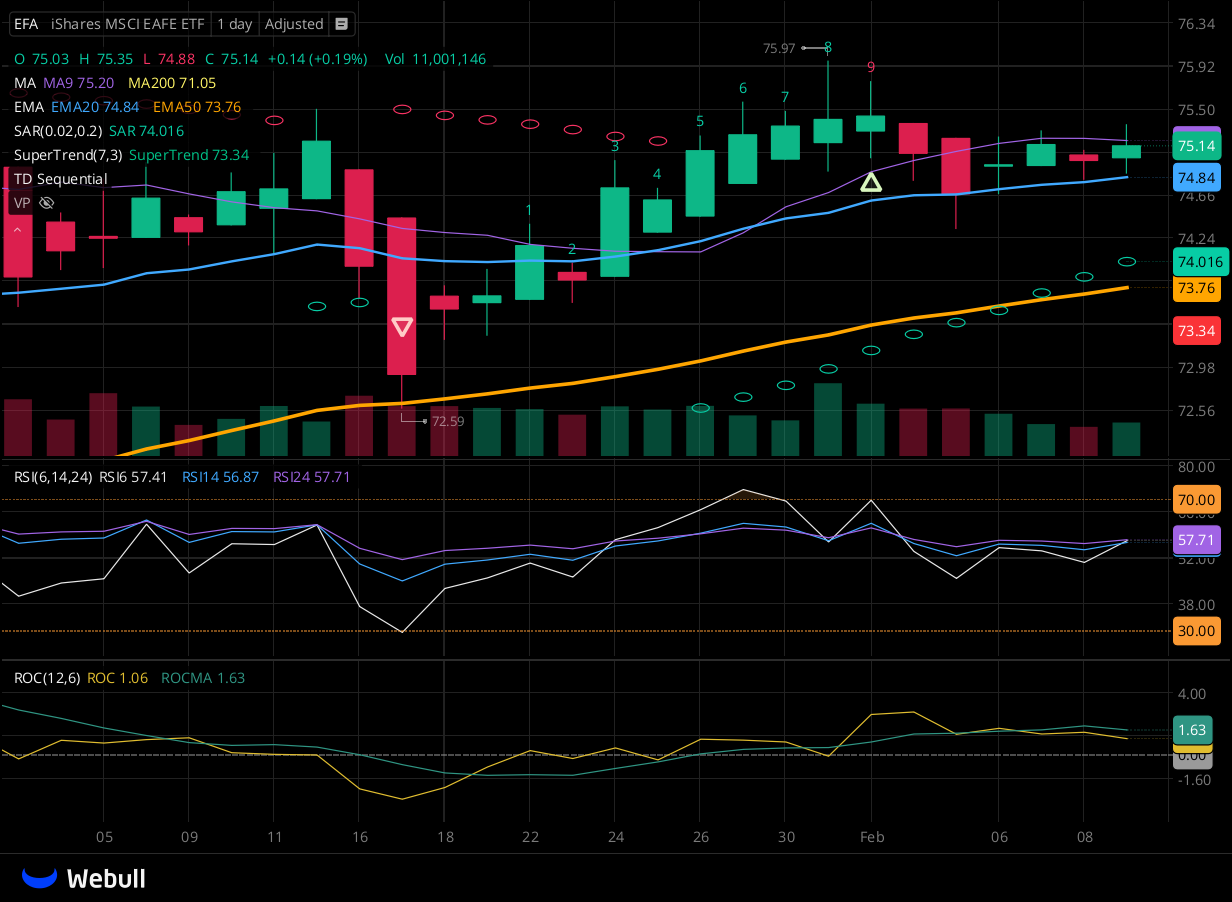 EFA iShares MSCI EAFE ETF 1 day Adjusted
O 75.03 H 75.35 L 74.88 C 75.14 +0.14 (+0.19%) Vol 11,001,146
MA MA9 75.20 MA200 71.05
EMA EMA20 74.84 EMA50 73.76
SAR(0.02,0.2) SAR 74.016
SuperTrend(7,3) SuperTrend 73.34
TD Sequential
VP
75.97
8
9
6
7
5
3
4
1
2
72.59
76.34
75.92
75.50
75.14
74.84
74.66
74.24
74.016
73.76
73.34
72.98
72.56
RSI(6,14,24) RSI6 57.41 RSI14 56.87 RSI24 57.71
80.00
70.00
57.71
52.00
38.00
30.00
ROC(12,6) ROC 1.06 ROCMA 1.63
4.00
1.63
0.00
-1.60
05 09 11 16 18 22 24 26 30 Feb 06 08
Webull